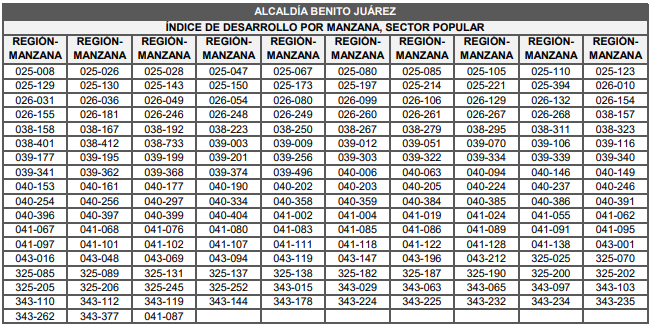 ALCALDÍA BENITO JUÁREZ
ÍNDICE DE DESARROLLO POR MANZANA, SECTOR POPULAR
REGIÓN-MANZANA REGIÓN-MANZANA REGIÓN-MANZANA REGIÓN-MANZANA REGIÓN-MANZANA REGIÓN-MANZANA REGIÓN-MANZANA REGIÓN-MANZANA REGIÓN-MANZANA REGIÓN-MANZANA
025-008 025-026 025-028 025-047 025-067 025-080 025-085 025-105 025-110 025-123
025-129 025-130 025-143 025-150 025-173 025-197 025-214 025-221 025-394 026-010
026-031 026-036 026-049 026-054 026-080 026-099 026-106 026-129 026-132 026-154
026-155 026-181 026-246 026-248 026-249 026-260 026-261 026-267 026-268 038-157
038-158 038-167 038-192 038-223 038-250 038-267 038-279 038-295 038-311 038-323
038-401 038-412 038-733 039-003 039-009 039-012 039-051 039-070 039-106 039-116
039-177 039-195 039-199 039-201 039-256 039-303 039-322 039-334 039-339 039-340
039-341 039-362 039-368 039-374 039-496 040-006 040-063 040-094 040-146 040-149
040-153 040-161 040-177 040-190 040-202 040-203 040-205 040-224 040-237 040-246
040-254 040-256 040-297 040-334 040-358 040-359 040-384 040-385 040-386 040-391
040-396 040-397 040-399 040-404 041-002 041-004 041-019 041-024 041-055 041-062
041-067 041-068 041-076 041-080 041-083 041-085 041-086 041-089 041-091 041-095
041-097 041-101 041-102 041-107 041-111 041-118 041-122 041-128 041-138 043-001
043-016 043-048 043-069 043-094 043-119 043-147 043-196 043-212 325-025 325-070
325-085 325-089 325-131 325-137 325-138 325-182 325-187 325-190 325-200 325-202
325-205 325-206 325-245 325-252 343-015 343-029 343-063 343-065 343-097 343-103
343-110 343-112 343-119 343-144 343-178 343-224 343-225 343-232 343-234 343-235
343-262 343-377 041-087